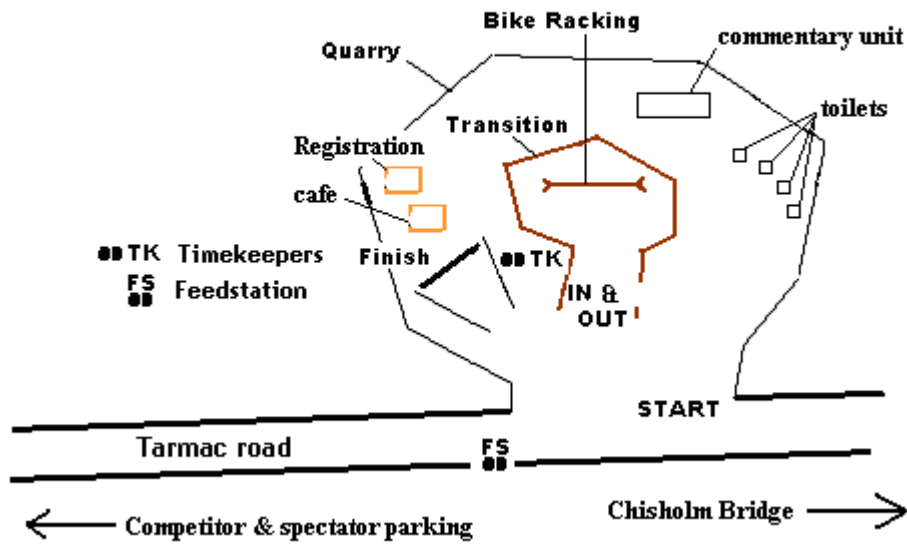 Bike Racking
commentary unit
Quarry
toilets
Transition
Registration
cafe
TK Timekeepers
Finish
TK
FS
Feedstation
IN &
OUT
START
Tarmac road
FS
Chisholm Bridge
Competitor & spectator parking